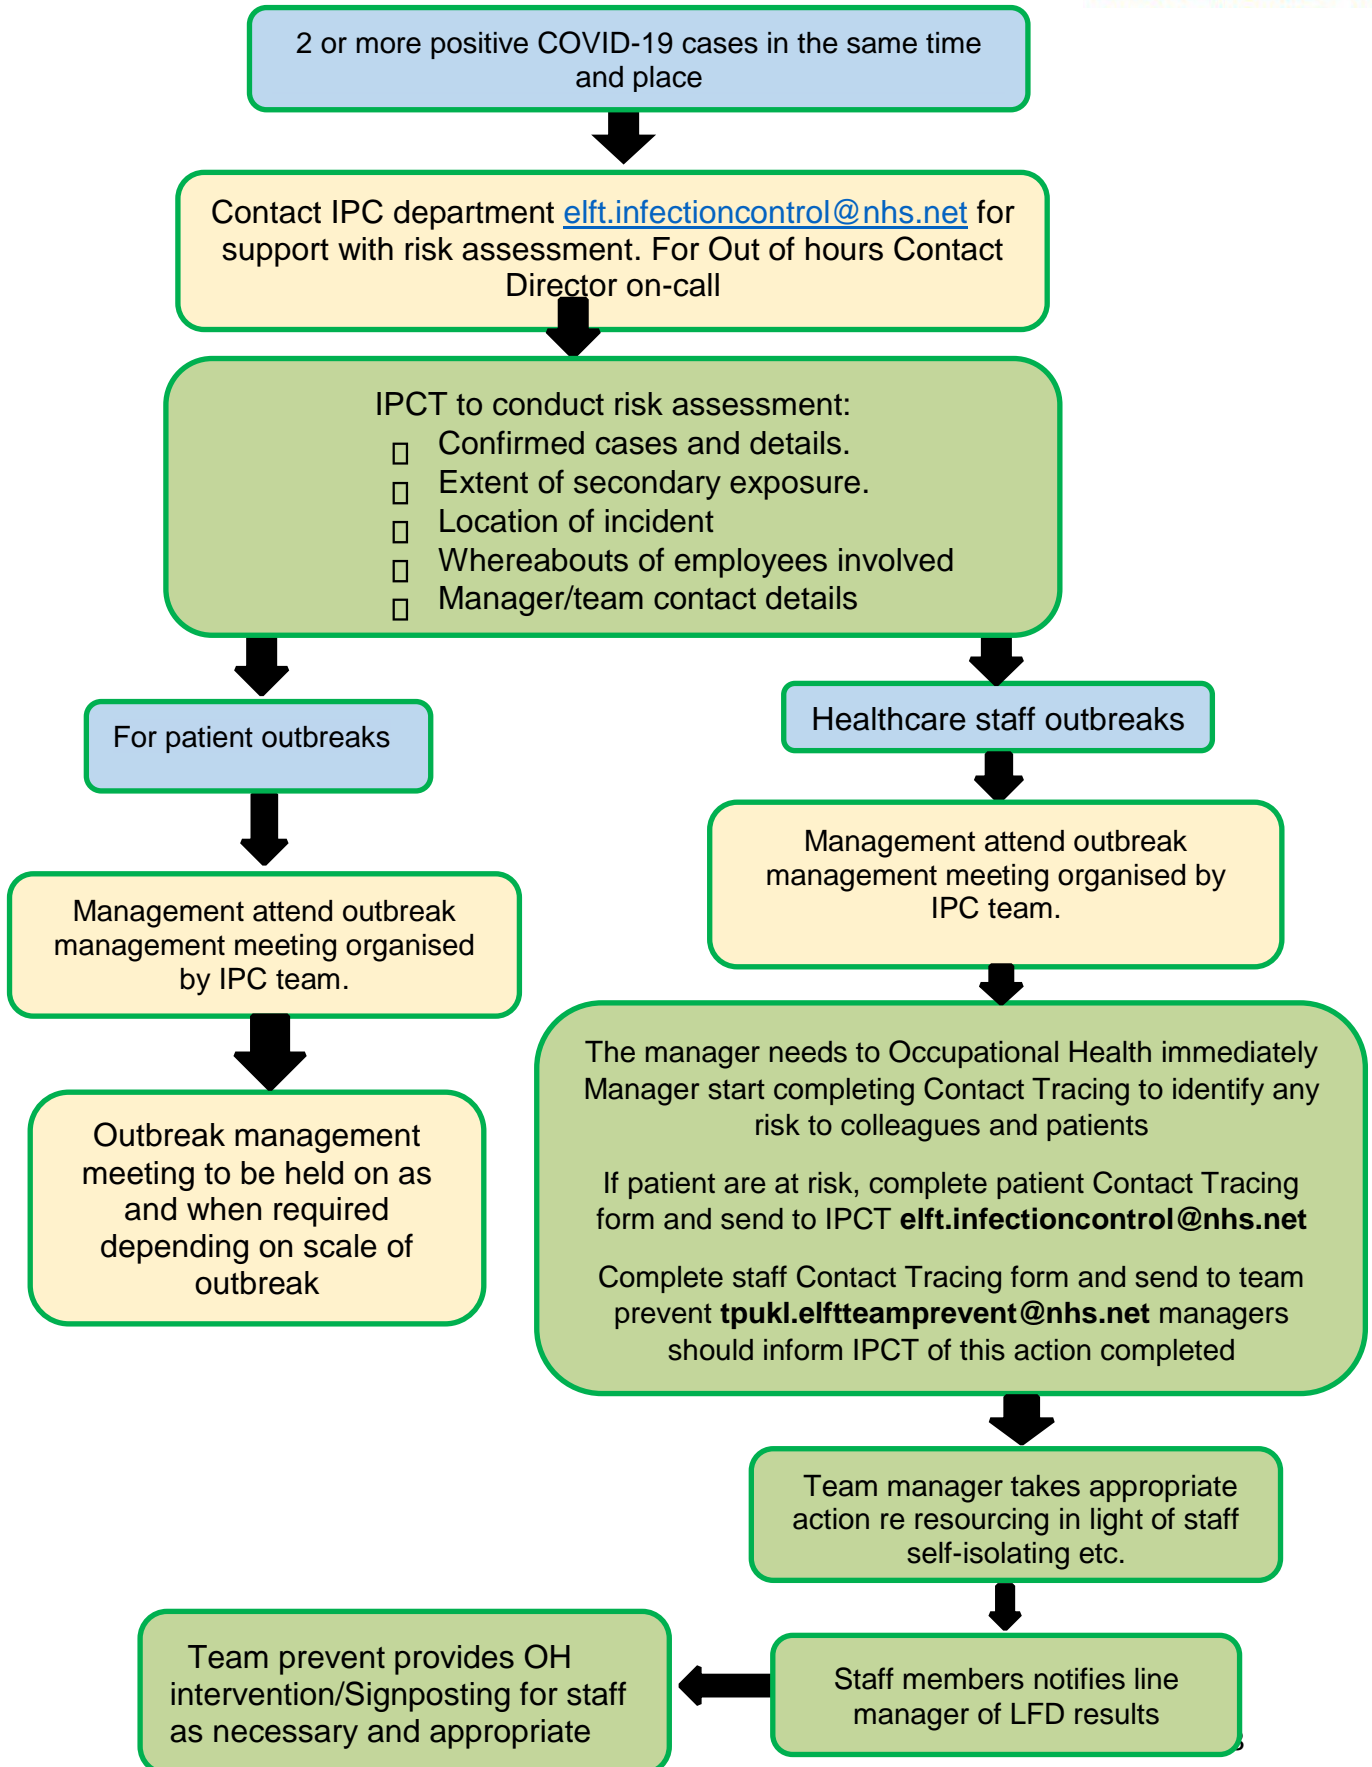 2 or more positive COVID-19 cases in the same time
and place
Contact IPC department elft.infectioncontrol@nhs.net for
support with risk assessment. For Out of hours Contact
Director on-call
IPCT to conduct risk assessment:
Confirmed cases and details.
Extent of secondary exposure.
Location of incident
Whereabouts of employees involved
Manager/team contact details
For patient outbreaks
Management attend outbreak
management meeting organised
by IPC team.
Outbreak management
meeting to be held on as
and when required
depending on scale of
outbreak
Healthcare staff outbreaks
Management attend outbreak
management meeting organised by
IPC team.
The manager needs to Occupational Health immediately
Manager start completing Contact Tracing to identify any
risk to colleagues and patients
If patient are at risk, complete patient Contact Tracing
form and send to IPCT elft.infectioncontrol@nhs.net
Complete staff Contact Tracing form and send to team
prevent tpukl.elftteamprevent@nhs.net managers
should inform IPCT of this action completed
Team manager takes appropriate
action re resourcing in light of staff
self-isolating etc.
Staff members notifies line
manager of LFD results
Team prevent provides OH
intervention/Signposting for staff
as necessary and appropriate